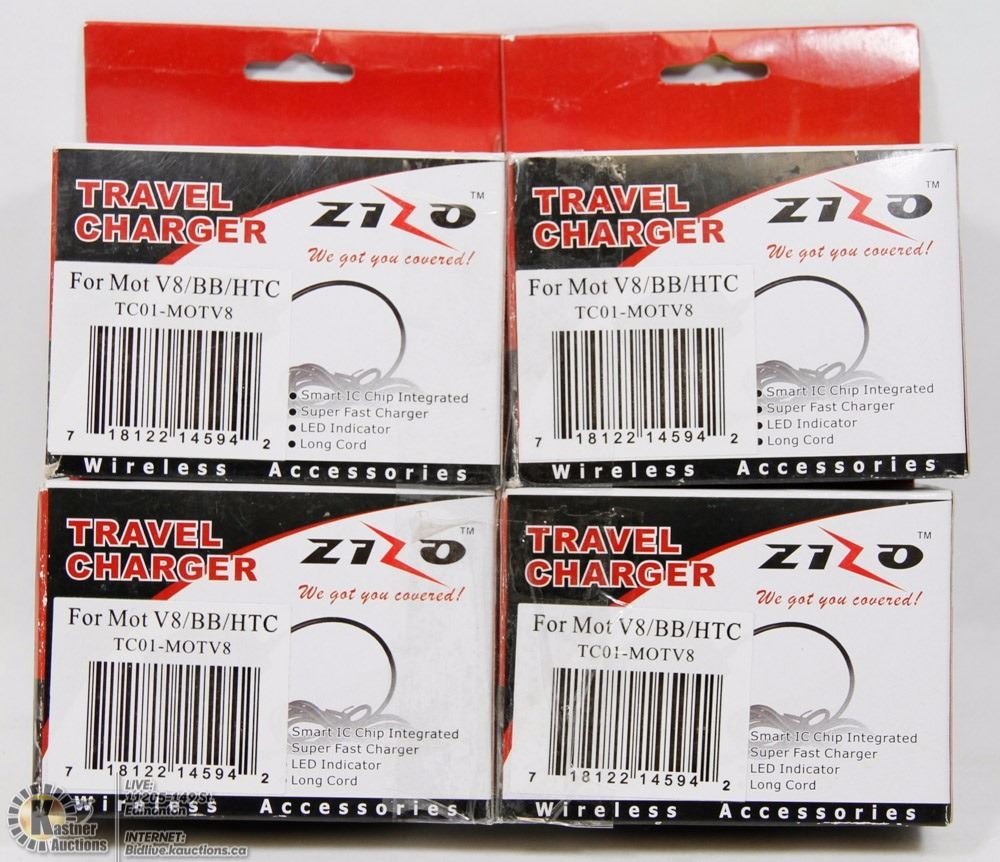 TRAVEL
CHARGER
ZIZO TM
We got you covered!
For Mot V8/BB/HTC
TC01-MOTV8
7 18122 14594 2
Smart IC Chip Integrated
Super Fast Charger
LED Indicator
Long Cord
Wireless Accessories
TRAVEL
CHARGER
ZIZO TM
We got you covered!
For Mot V8/BB/HTC
TC01-MOTV8
7 18122 14594 2
Smart IC Chip Integrated
Super Fast Charger
LED Indicator
Long Cord
Wireless Accessories
TRAVEL
CHARGER
ZIZO TM
We got you covered!
For Mot V8/BB/HTC
TC01-MOTV8
7 18122 14594 2
Smart IC Chip Integrated
Super Fast Charger
LED Indicator
Long Cord
Wireless Accessories
TRAVEL
CHARGER
ZIZO TM
We got you covered!
For Mot V8/BB/HTC
TC01-MOTV8
7 18122 14594 2
Smart IC Chip Integrated
Super Fast Charger
LED Indicator
Long Cord
Wireless Accessories
K
Kastner
Auctions
LIVE:
149 St.
Edmonton
INTERNET:
Bidlive.kauctions.ca